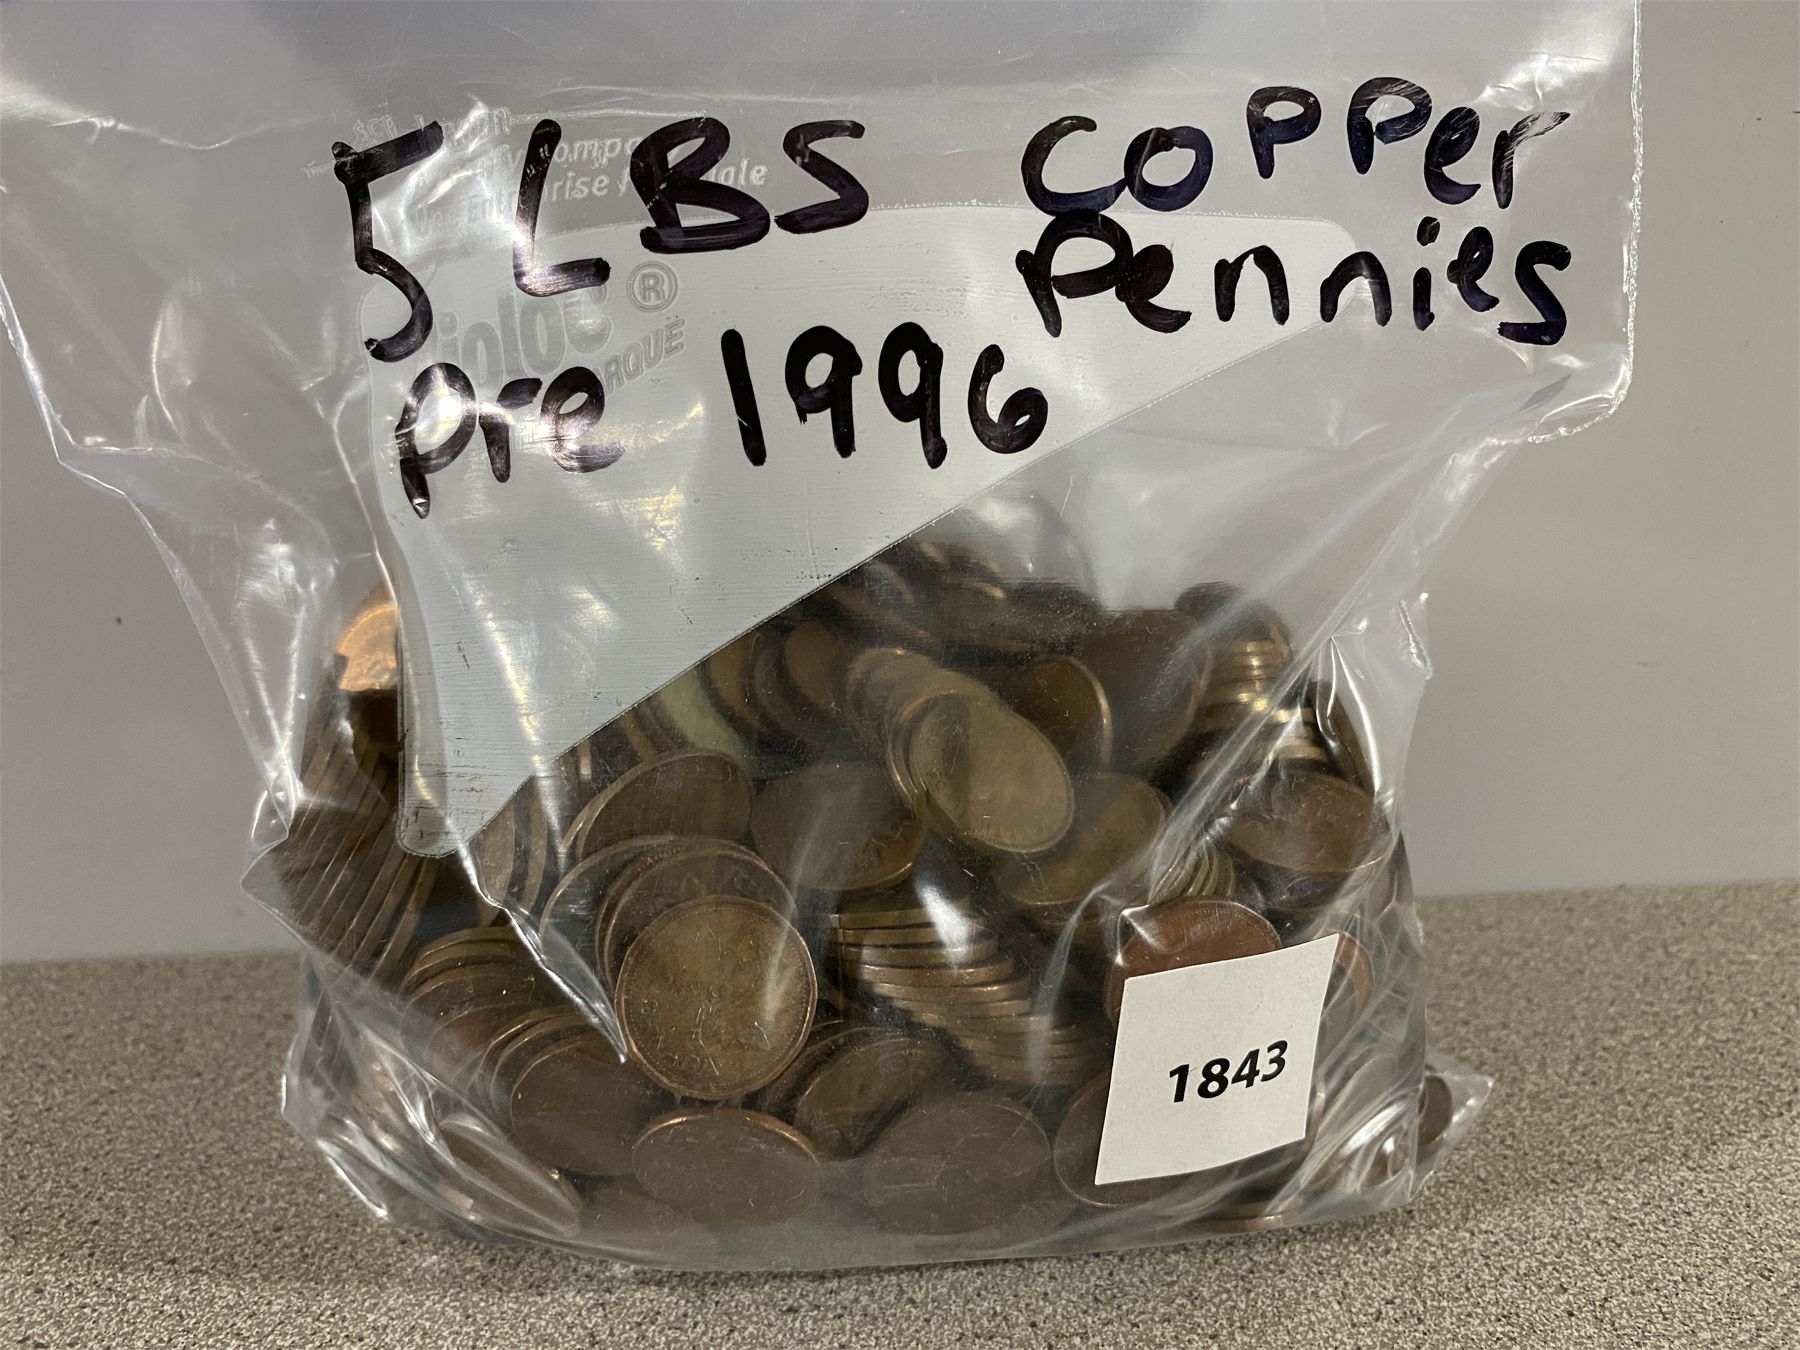 5 LBS copper
pennies
pre 1996
®
1843